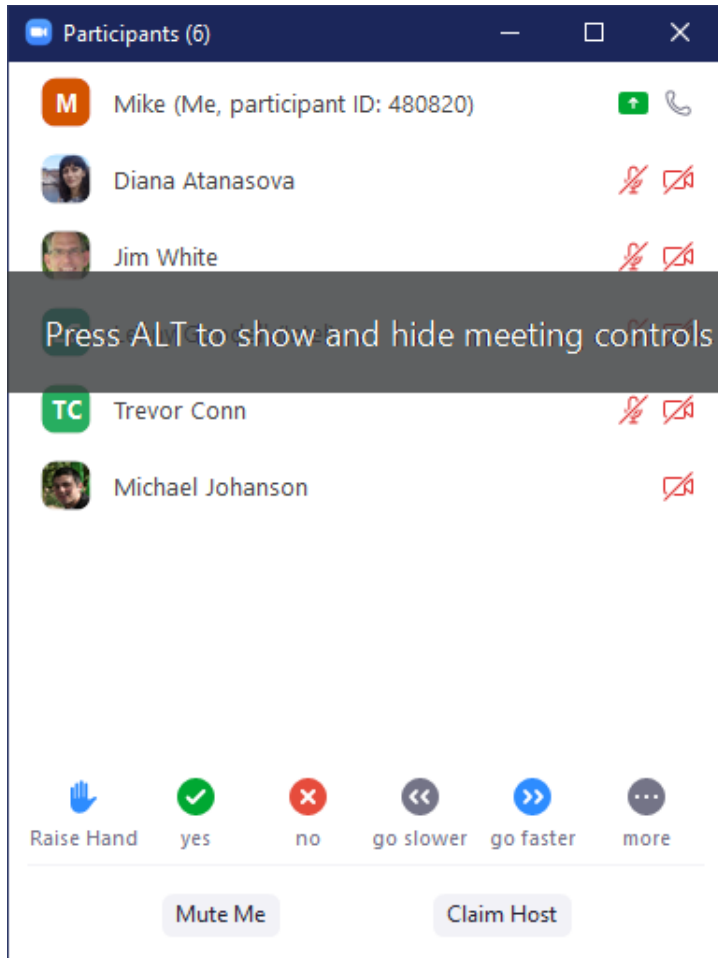 Participants (6)
M Mike (Me, participant ID: 480820)
Diana Atanasova
Jim White
Press ALT to show and hide meeting controls
TC Trevor Conn
Michael Johanson
Raise Hand yes no go slower go faster more
Mute Me Claim Host